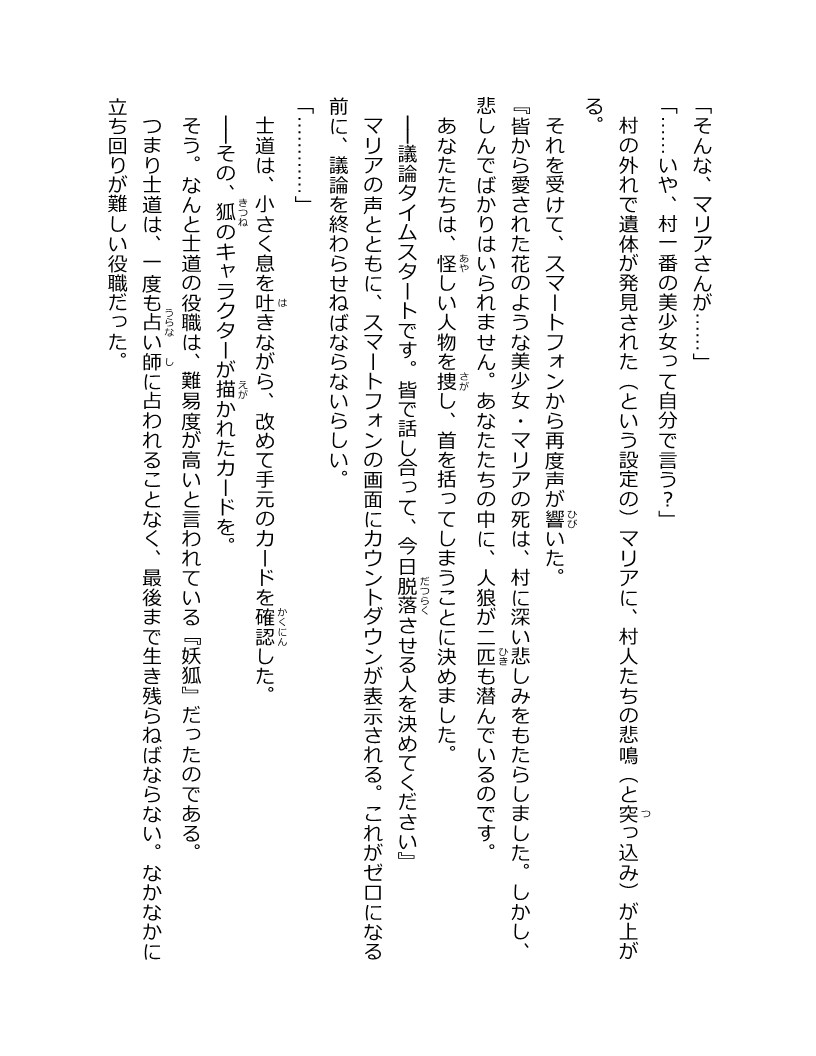 「そんな、マリアさんが……」
「……いや、村一番の美少女って自分で言う？」
村の外れで遺体が発見された（という設定の）マリアに、村人たちの悲鳴（と突っ込み）が上が
る。
それを受けて、スマートフォンから再度声が響いた。
『皆から愛された花のような美少女・マリアの死は、村に深い悲しみをもたらしました。しかし、
悲しんでばかりはいられません。あなたたちの中に、人狼が二匹も潜んでいるのです。
あなたたちは、怪しい人物を捜し、首を括ってしまうことに決めました。
──議論タイムスタートです。皆で話し合って、今日脱落させる人を決めてください』
マリアの声とともに、スマートフォンの画面にカウントダウンが表示される。これがゼロになる
前に、議論を終わらせねばならないらしい。
「…………」
士道は、小さく息を吐きながら、改めて手元のカードを確認した。
──その、狐のキャラクターが描かれたカードを。
そう。なんと士道の役職は、難易度が高いと言われている『妖狐』だったのである。
つまり士道は、一度も占い師に占われることなく、最後まで生き残らねばならない。なかなかに
立ち回りが難しい役職だった。